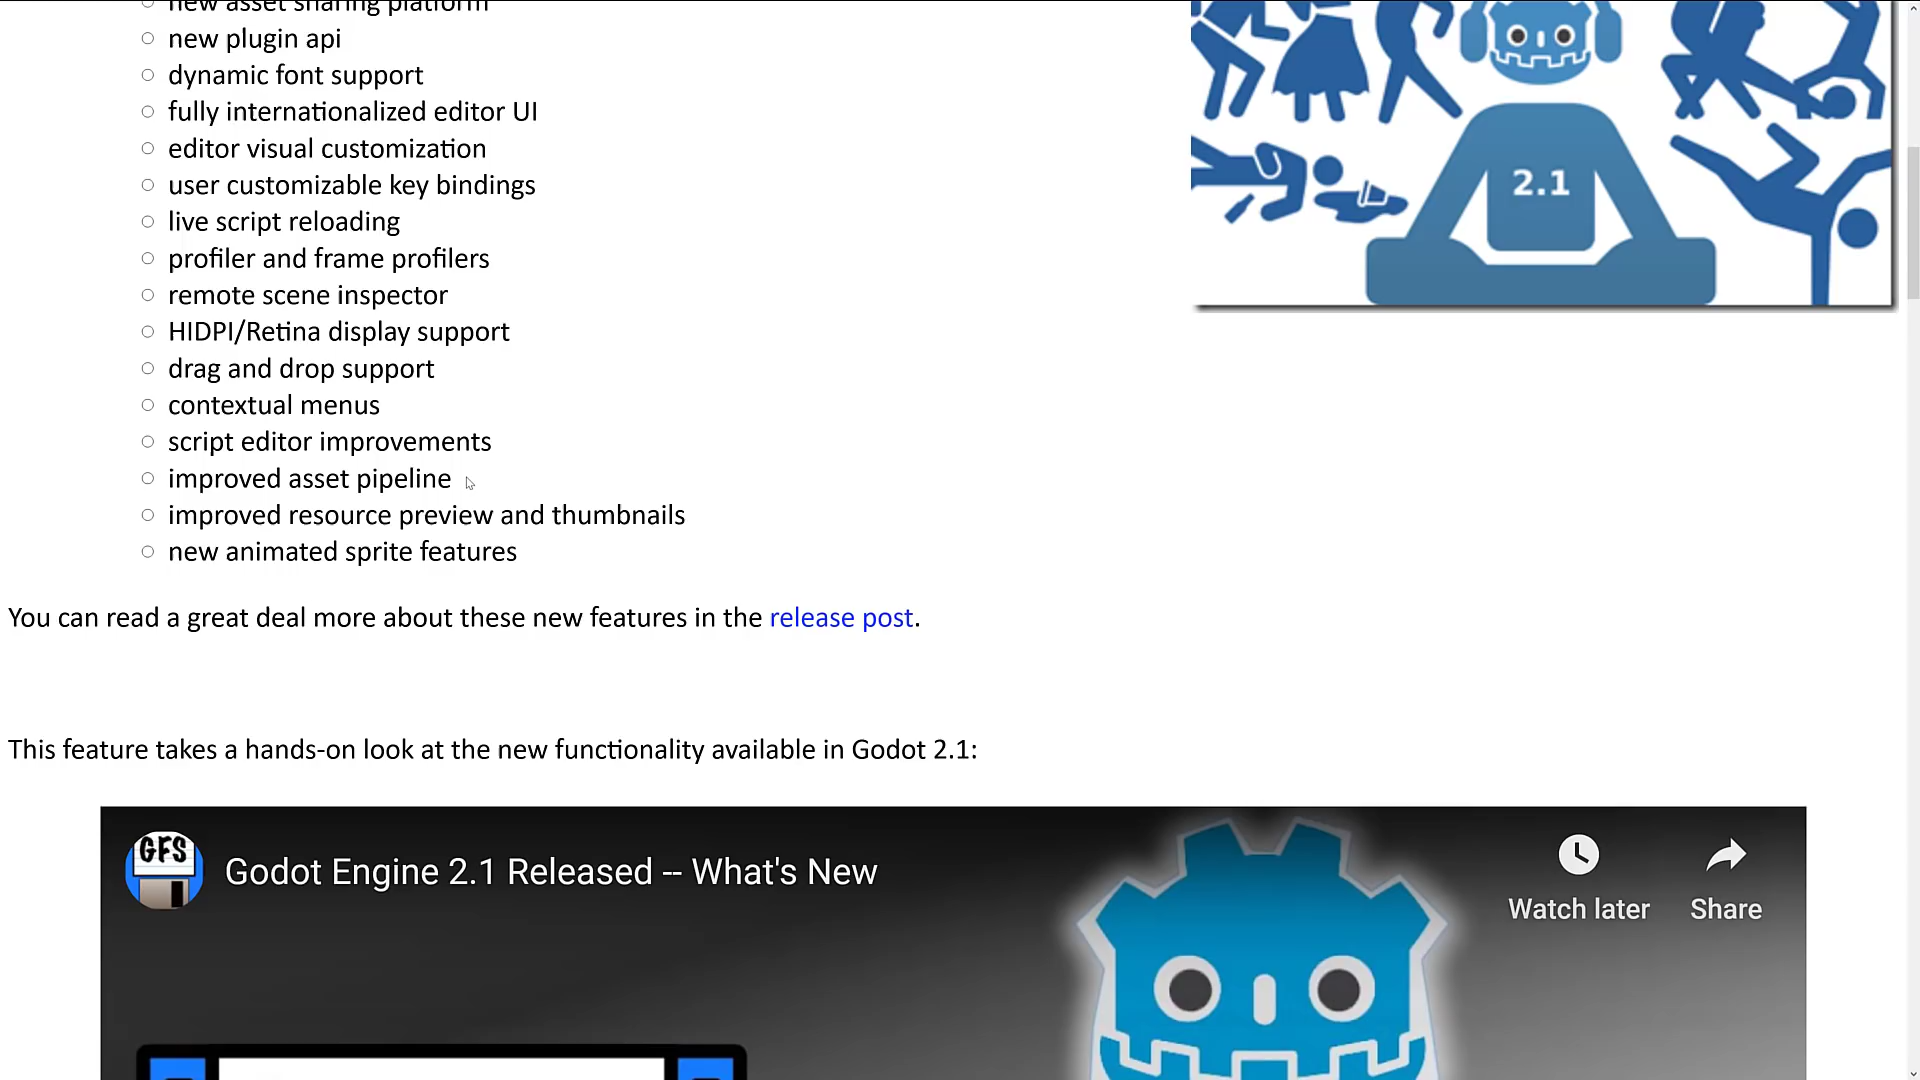 new asset sharing platform
new plugin api
dynamic font support
fully internationalized editor UI
editor visual customization
user customizable key bindings
live script reloading
profiler and frame profilers
remote scene inspector
HIDPI/Retina display support
drag and drop support
contextual menus
script editor improvements
improved asset pipeline
improved resource preview and thumbnails
new animated sprite features
2.1
You can read a great deal more about these new features in the release post.
This feature takes a hands-on look at the new functionality available in Godot 2.1:
GFS
Godot Engine 2.1 Released -- What's New
Watch later
Share